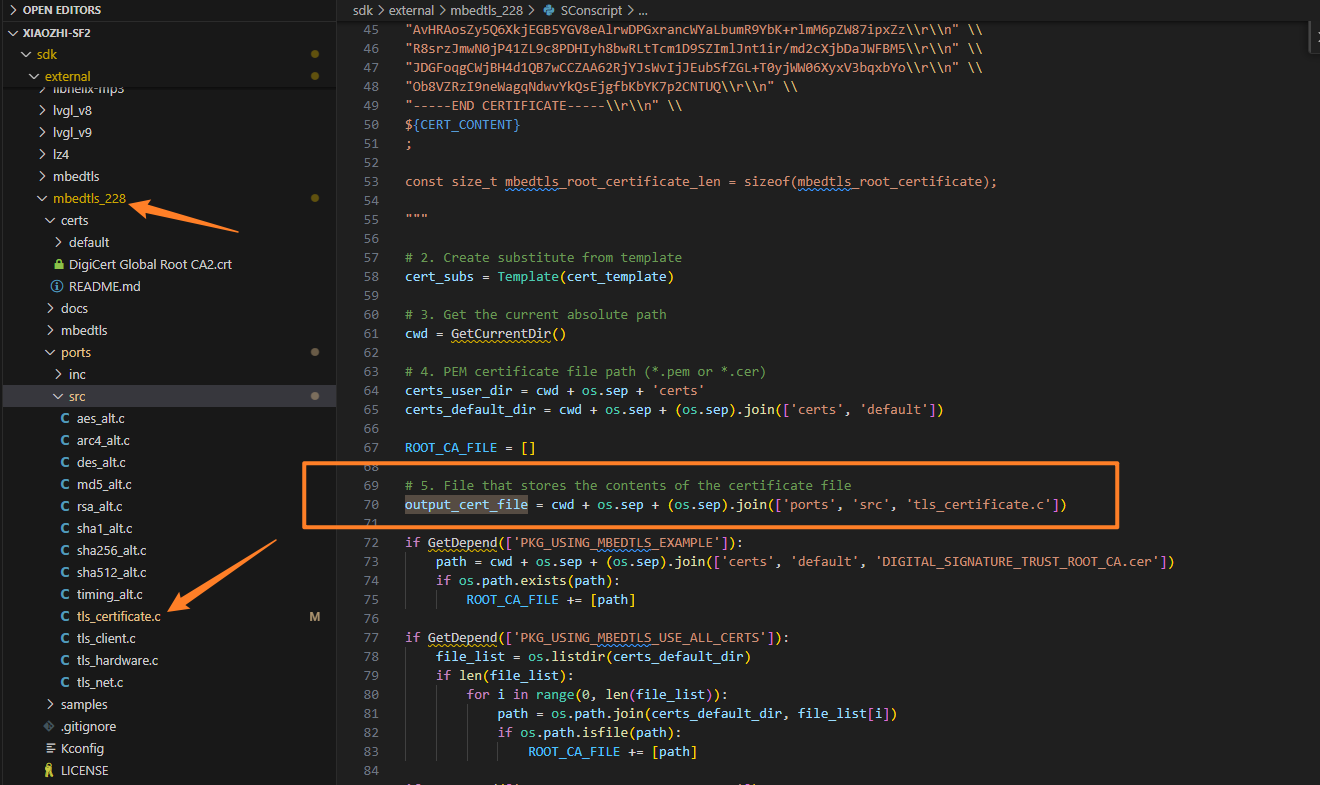 OPEN EDITORS
XIAOZHI-SF2
sdk
external
libhelix-mp3
lvgl_v8
lvgl_v9
lz4
mbedtls
mbedtls_228
certs
default
DigiCert Global Root CA2.crt
README.md
docs
mbedtls
ports
inc
src
aes_alt.c
arc4_alt.c
des_alt.c
md5_alt.c
rsa_alt.c
sha1_alt.c
sha256_alt.c
sha512_alt.c
timing_alt.c
tls_certificate.c M
tls_client.c
tls_hardware.c
tls_net.c
samples
.gitignore
Kconfig
LICENSE
sdk > external > mbedtls_228 > SConscript > ...
45 "AvHRAosZy5Q6XkjEGB5YGV8eAlrwDPGxrancWYaLbumR9YbK+rlmM6pZW87ipxZz\\r\\n" \\
46 "R8srzJmwN0jP41ZL9c8PDHIyh8bwRLtTcm1D9SZImlJnt1ir/md2cXjbDaJWFBM5\\r\\n" \\
47 "JDGFoqgCWjBH4d1QB7wCCZAA62RjYJsWvIjJEubSfZGL+T0yjWW06XyxV3bqxbYo\\r\\n" \\
48 "Ob8VZRzI9neWagqNdwvYkQsEjgfbKbYK7p2CNTUQ\\r\\n" \\
49 "-----END CERTIFICATE-----\\r\\n" \\
50 ${CERT_CONTENT}
51 ;
52
53 const size_t mbedtls_root_certificate_len = sizeof(mbedtls_root_certificate);
54
55 """
56
57 # 2. Create substitute from template
58 cert_subs = Template(cert_template)
59
60 # 3. Get the current absolute path
61 cwd = GetCurrentDir()
62
63 # 4. PEM certificate file path (*.pem or *.cer)
64 certs_user_dir = cwd + os.sep + 'certs'
65 certs_default_dir = cwd + os.sep + (os.sep).join(['certs', 'default'])
66
67 ROOT_CA_FILE = []
68
69 # 5. File that stores the contents of the certificate file
70 output_cert_file = cwd + os.sep + (os.sep).join(['ports', 'src', 'tls_certificate.c'])
71
72 if GetDepend(['PKG_USING_MBEDTLS_EXAMPLE']):
73 path = cwd + os.sep + (os.sep).join(['certs', 'default', 'DIGITAL_SIGNATURE_TRUST_ROOT_CA.cer'])
74 if os.path.exists(path):
75 ROOT_CA_FILE += [path]
76
77 if GetDepend(['PKG_USING_MBEDTLS_USE_ALL_CERTS']):
78 file_list = os.listdir(certs_default_dir)
79 if len(file_list):
80 for i in range(0, len(file_list)):
81 path = os.path.join(certs_default_dir, file_list[i])
82 if os.path.isfile(path):
83 ROOT_CA_FILE += [path]
84